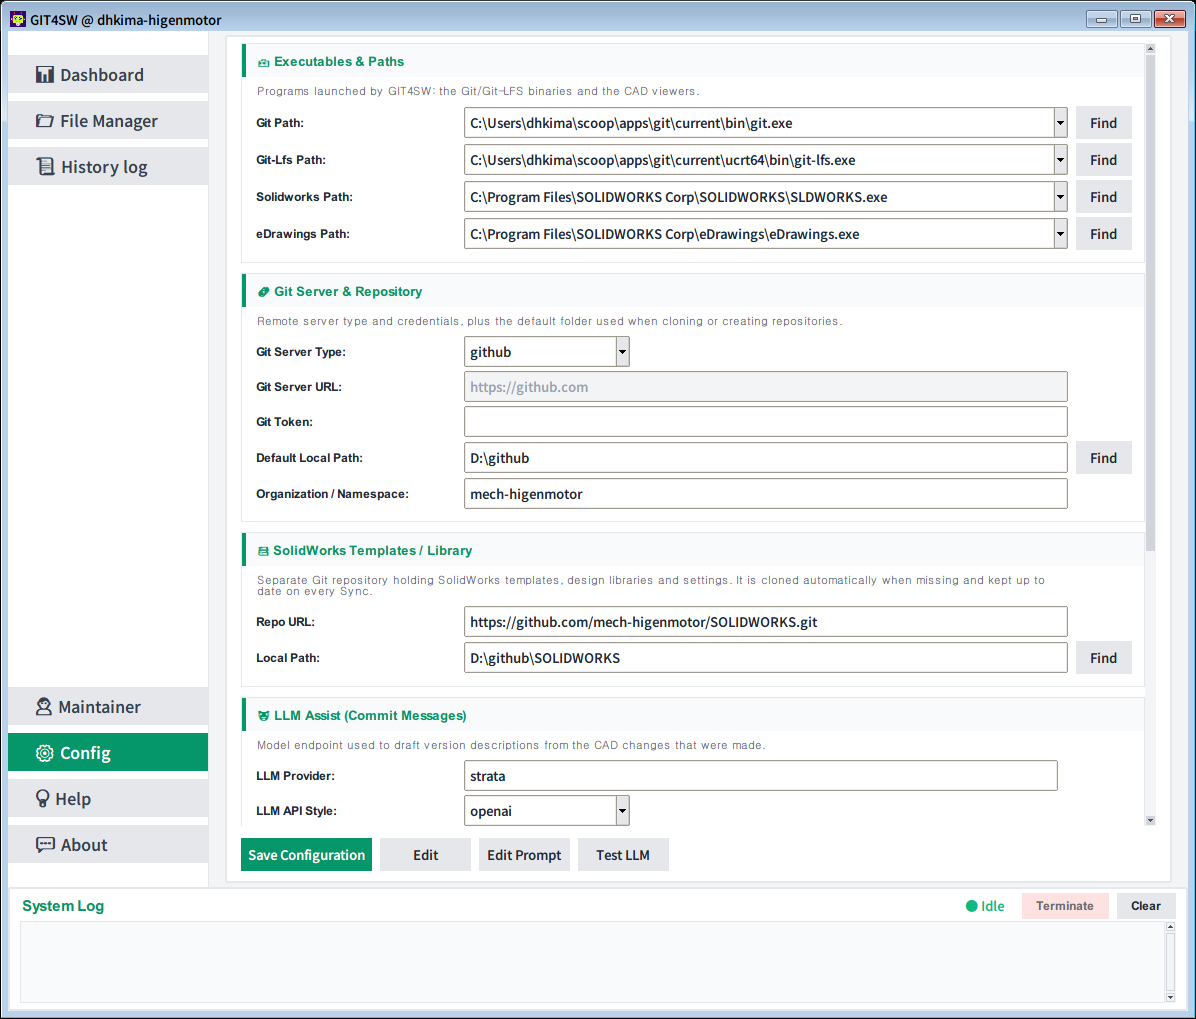 GIT4SW @ dhkima-higenmotor
Dashboard
File Manager
History log
Maintainer
Config
Help
About
Executables & Paths
Programs launched by GIT4SW: the Git/Git-LFS binaries and the CAD viewers.
Git Path:
C:\Users\dhkima\scoop\apps\git\current\bin\git.exe
Find
Git-Lfs Path:
C:\Users\dhkima\scoop\apps\git\current\ucrt64\bin\git-lfs.exe
Find
Solidworks Path:
C:\Program Files\SOLIDWORKS Corp\SOLIDWORKS\SLDWORKS.exe
Find
eDrawings Path:
C:\Program Files\SOLIDWORKS Corp\eDrawings\eDrawings.exe
Find
Git Server & Repository
Remote server type and credentials, plus the default folder used when cloning or creating repositories.
Git Server Type:
github
Git Server URL:
https://github.com
Git Token:
Default Local Path:
D:\github
Find
Organization / Namespace:
mech-higenmotor
SolidWorks Templates / Library
Separate Git repository holding SolidWorks templates, design libraries and settings. It is cloned automatically when missing and kept up to
date on every Sync.
Repo URL:
https://github.com/mech-higenmotor/SOLIDWORKS.git
Local Path:
D:\github\SOLIDWORKS
Find
LLM Assist (Commit Messages)
Model endpoint used to draft version descriptions from the CAD changes that were made.
LLM Provider:
strata
LLM API Style:
openai
Save Configuration
Edit
Edit Prompt
Test LLM
System Log
Idle
Terminate
Clear